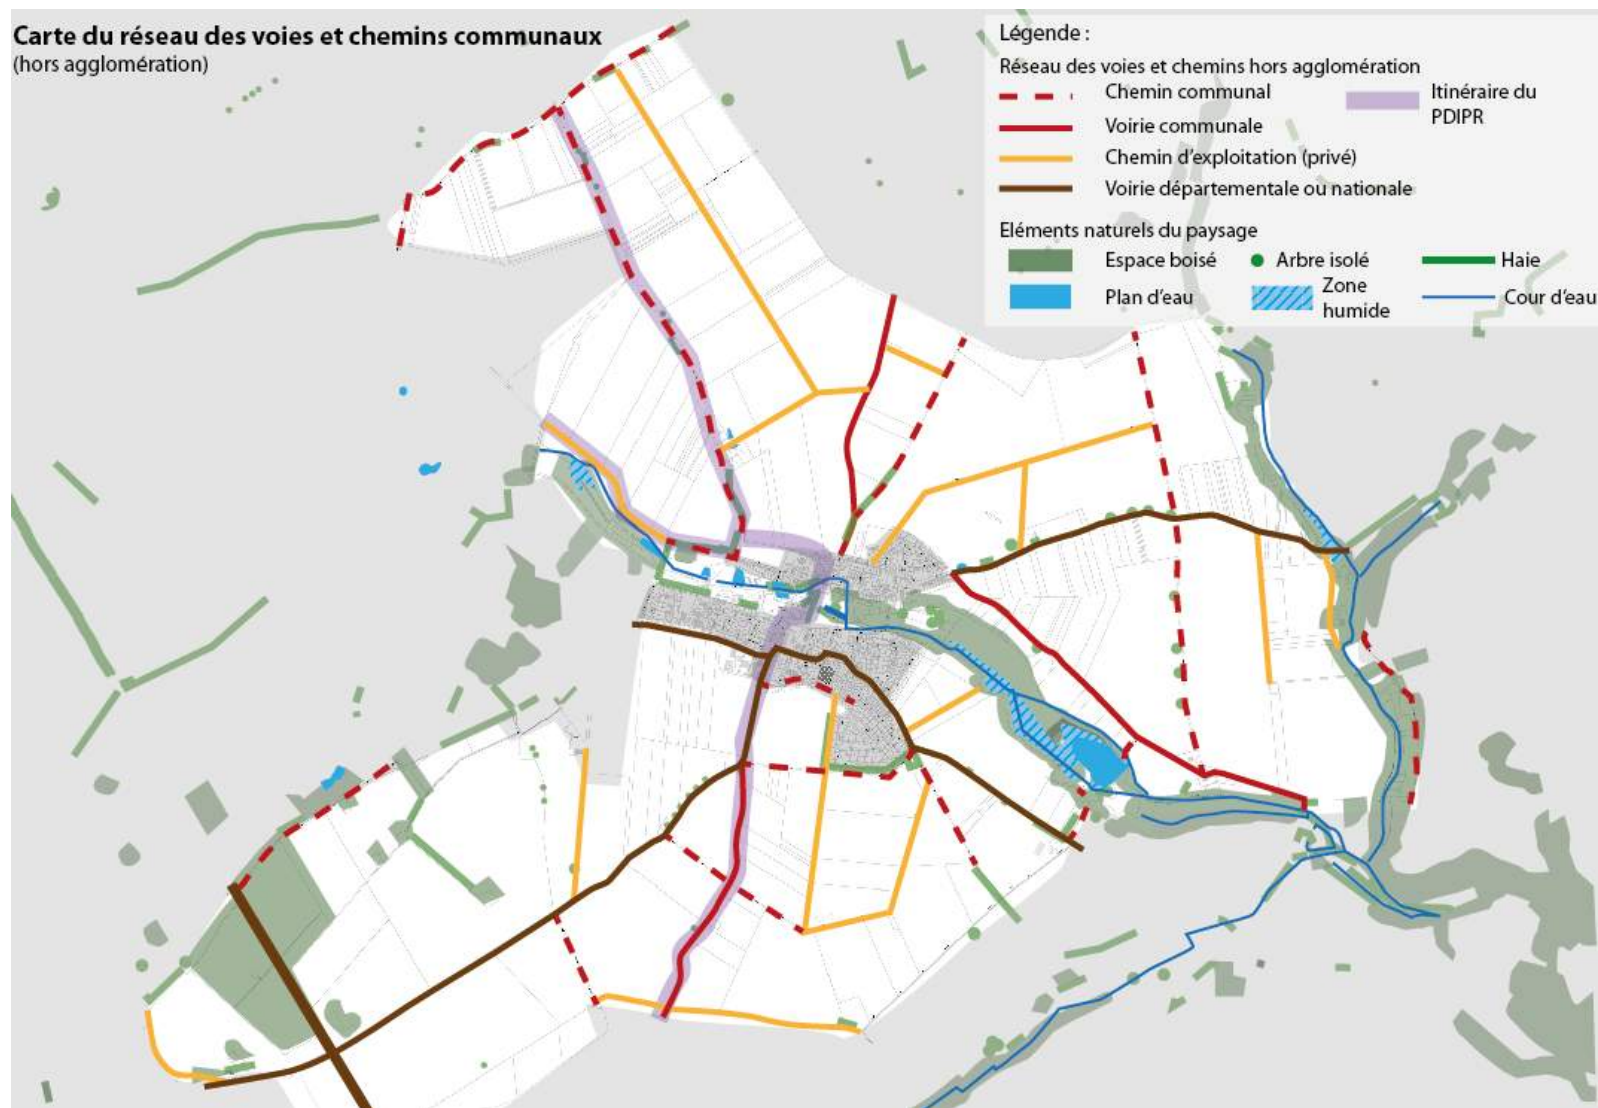 Carte du réseau des voies et chemins communaux
(hors agglomération)
Légende :
Réseau des voies et chemins hors agglomération
Chemin communal
Itinéraire du
PDIPR
Voirie communale
Chemin d'exploitation (privé)
Voirie départementale ou nationale
Eléments naturels du paysage
Espace boisé
Arbre isolé
Haie
Plan d'eau
Zone
humide
Cour d'eau